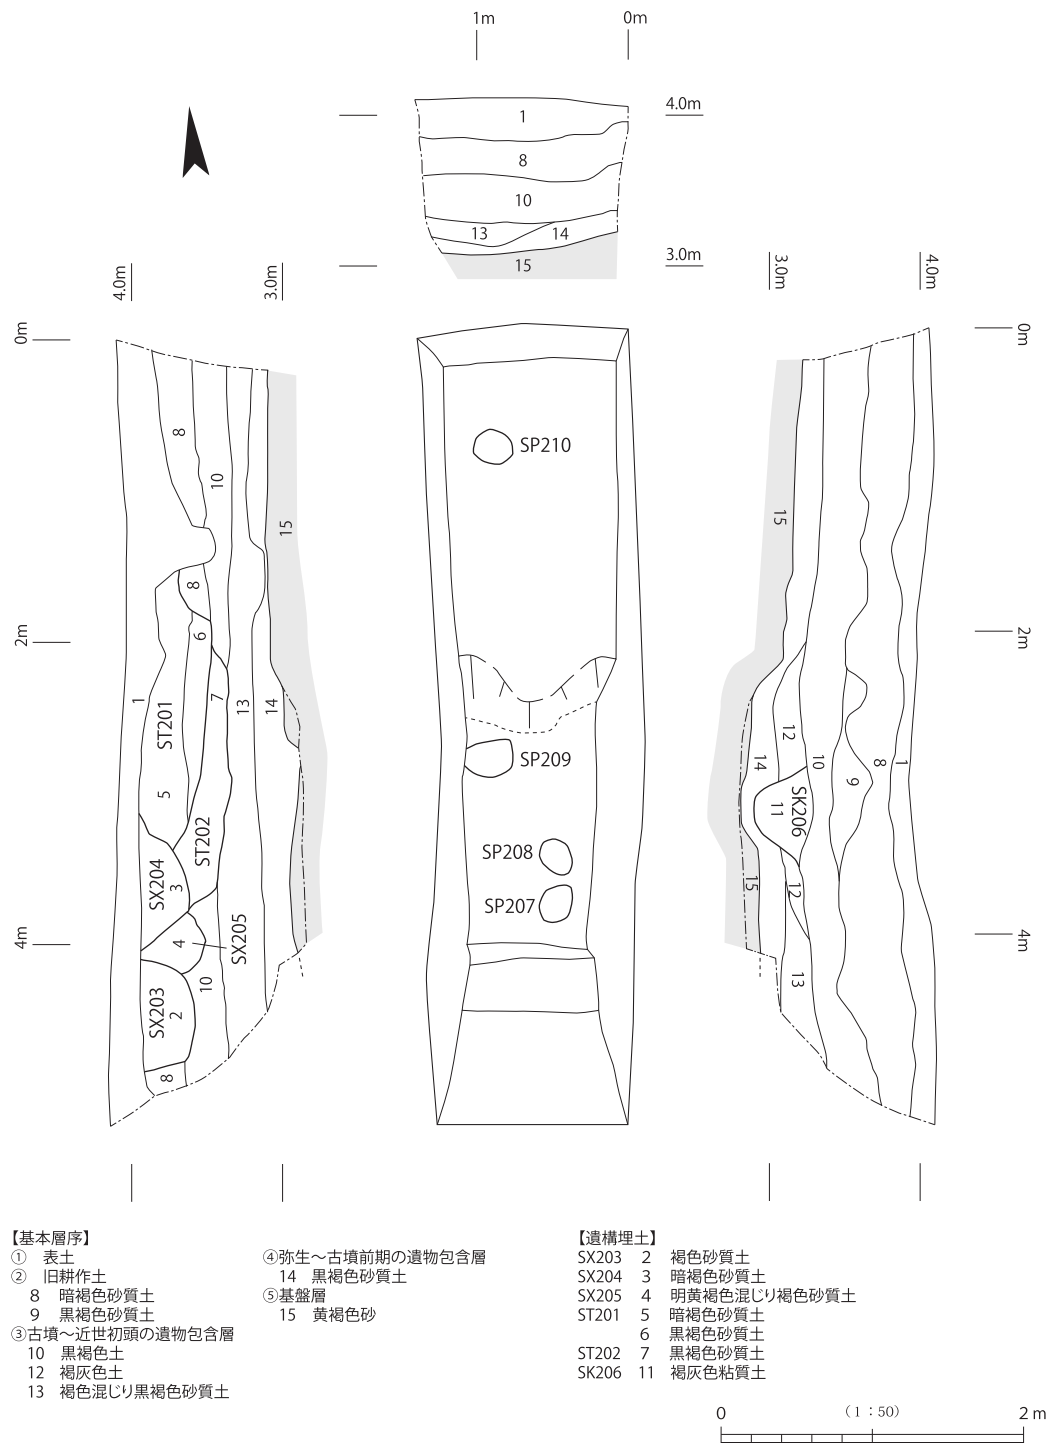 1m
0m
4.0m
1
8
10
13
14
15
3.0m
4.0m
3.0m
3.0m
4.0m
0m
0m
8
10
15
8
6
1
ST201
7
13
14
5
ST202
SX204
3
4
SX205
10
SX203
2
8
2m
4m
SP210
SP209
SP208
SP207
15
12
14
10
8
1
9
11
SK206
15
12
13
2m
4m
【基本層序】
① 表土
② 旧耕作土
8 暗褐色砂質土
9 黒褐色砂質土
③古墳～近世初頭の遺物包含層
10 黒褐色土
12 褐灰色土
13 褐色混じり黒褐色砂質土
④弥生～古墳前期の遺物包含層
14 黒褐色砂質土
⑤基盤層
15 黄褐色砂
【遺構埋土】
SX203 2 褐色砂質土
SX204 3 暗褐色砂質土
SX205 4 明黄褐色混じり褐色砂質土
ST201 5 暗褐色砂質土
6 黒褐色砂質土
ST202 7 黒褐色砂質土
SK206 11 褐灰色粘質土
0 （1：50） 2 m